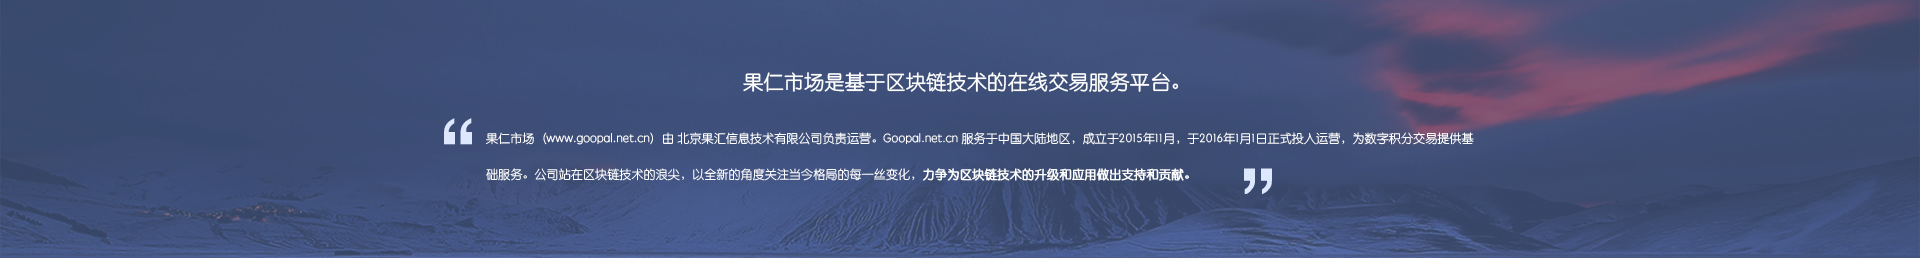 果仁市场是基于区块链技术的在线交易服务平台。
“果仁市场（www.goopal.net.cn）由 北京果汇信息技术有限公司负责运营。Goopal.net.cn 服务于中国大陆地区，成立于2015年11月，于2016年1月1日正式投入运营，为数字积分交易提供基
础服务。公司站在区块链技术的浪尖，以全新的角度关注当今格局的每一丝变化，力争为区块链技术的升级和应用做出支持和贡献。”